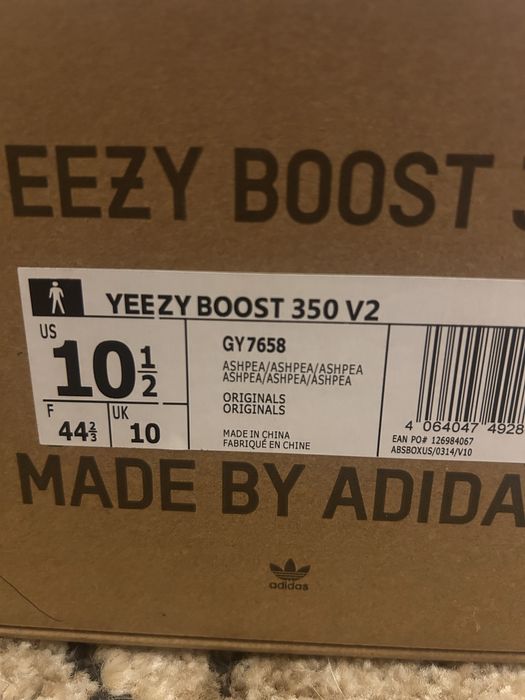 EEZY BOOST
YEEZY BOOST 350 V2
US
10 1/2
F
44 2/3
UK
10
GY7658
ASHPEA/ASHPEA/ASHPEA
ASHPEA/ASHPEA/ASHPEA
ORIGINALS
ORIGINALS
MADE IN CHINA
FABRIQUÉ EN CHINE
4 064047 4928
EAN PO# 126984067
ABSBOXUS/0314/V10
MADE BY ADIDA
adidas